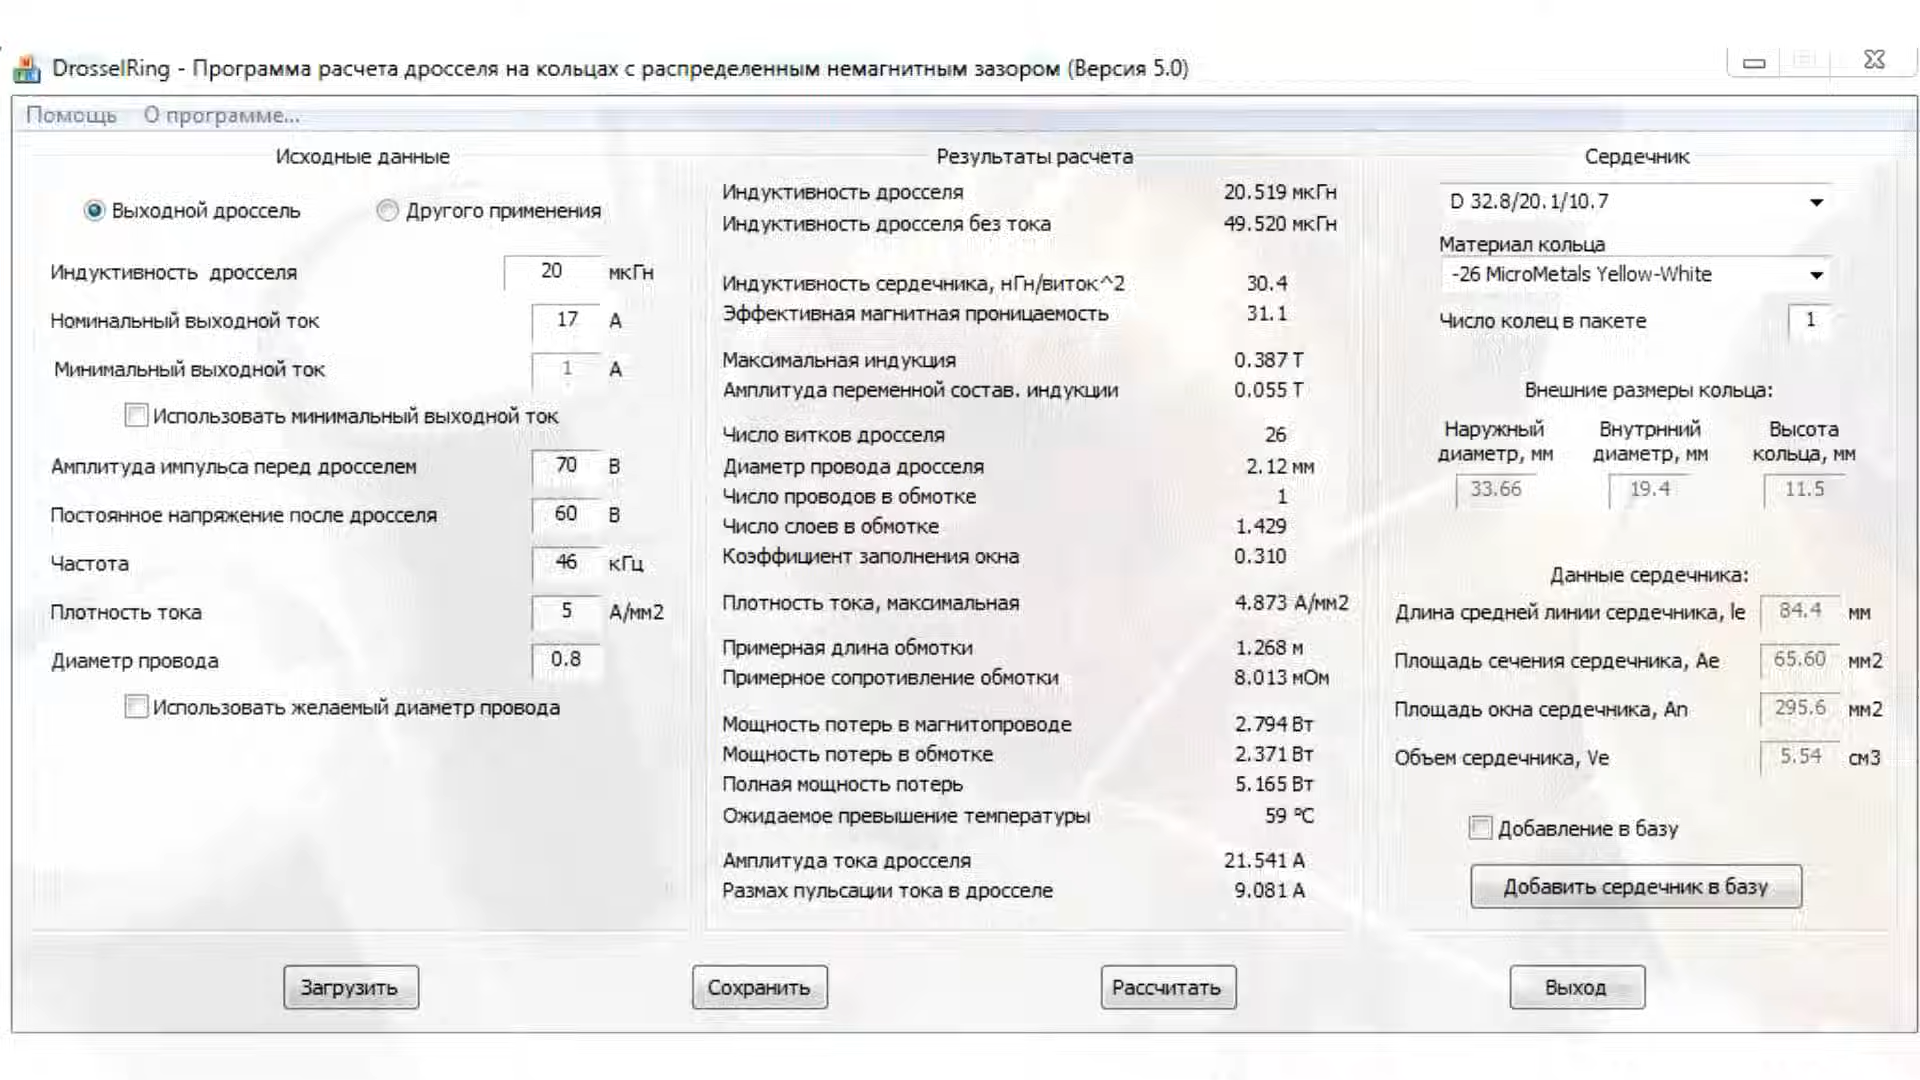 DrosselRing - Программа расчета дросселя на кольцах с распределенным немагнитным зазором (Версия 5.0)
Помощь О программе...
Исходные данные
Выходной дроссель Другого применения
Индуктивность дросселя 20 мкГн
Номинальный выходной ток 17 А
Минимальный выходной ток 1 А
Использовать минимальный выходной ток
Амплитуда импульса перед дросселем 70 В
Постоянное напряжение после дросселя 60 В
Частота 46 кГц
Плотность тока 5 А/мм2
Диаметр провода 0.8
Использовать желаемый диаметр провода
Результаты расчета
Индуктивность дросселя 20.519 мкГн
Индуктивность дросселя без тока 49.520 мкГн
Индуктивность сердечника, нГн/виток^2 30.4
Эффективная магнитная проницаемость 31.1
Максимальная индукция 0.387 Т
Амплитуда переменной состав. индукции 0.055 Т
Число витков дросселя 26
Диаметр провода дросселя 2.12 мм
Число проводов в обмотке 1
Число слоев в обмотке 1.429
Коэффициент заполнения окна 0.310
Плотность тока, максимальная 4.873 А/мм2
Примерная длина обмотки 1.268 м
Примерное сопротивление обмотки 8.013 мОм
Мощность потерь в магнитопроводе 2.794 Вт
Мощность потерь в обмотке 2.371 Вт
Полная мощность потерь 5.165 Вт
Ожидаемое превышение температуры 59 ºC
Амплитуда тока дросселя 21.541 А
Размах пульсации тока в дросселе 9.081 А
Сердечник
D 32.8/20.1/10.7
Материал кольца
-26 MicroMetals Yellow-White
Число колец в пакете 1
Внешние размеры кольца:
Наружный Внутрнний Высота
диаметр, мм диаметр, мм кольца, мм
33.66 19.4 11.5
Данные сердечника:
Длина средней линии сердечника, le 84.4 мм
Площадь сечения сердечника, Ae 65.60 мм2
Площадь окна сердечника, An 295.6 мм2
Объем сердечника, Ve 5.54 см3
Добавление в базу
Добавить сердечник в базу
Загрузить Сохранить Рассчитать Выход